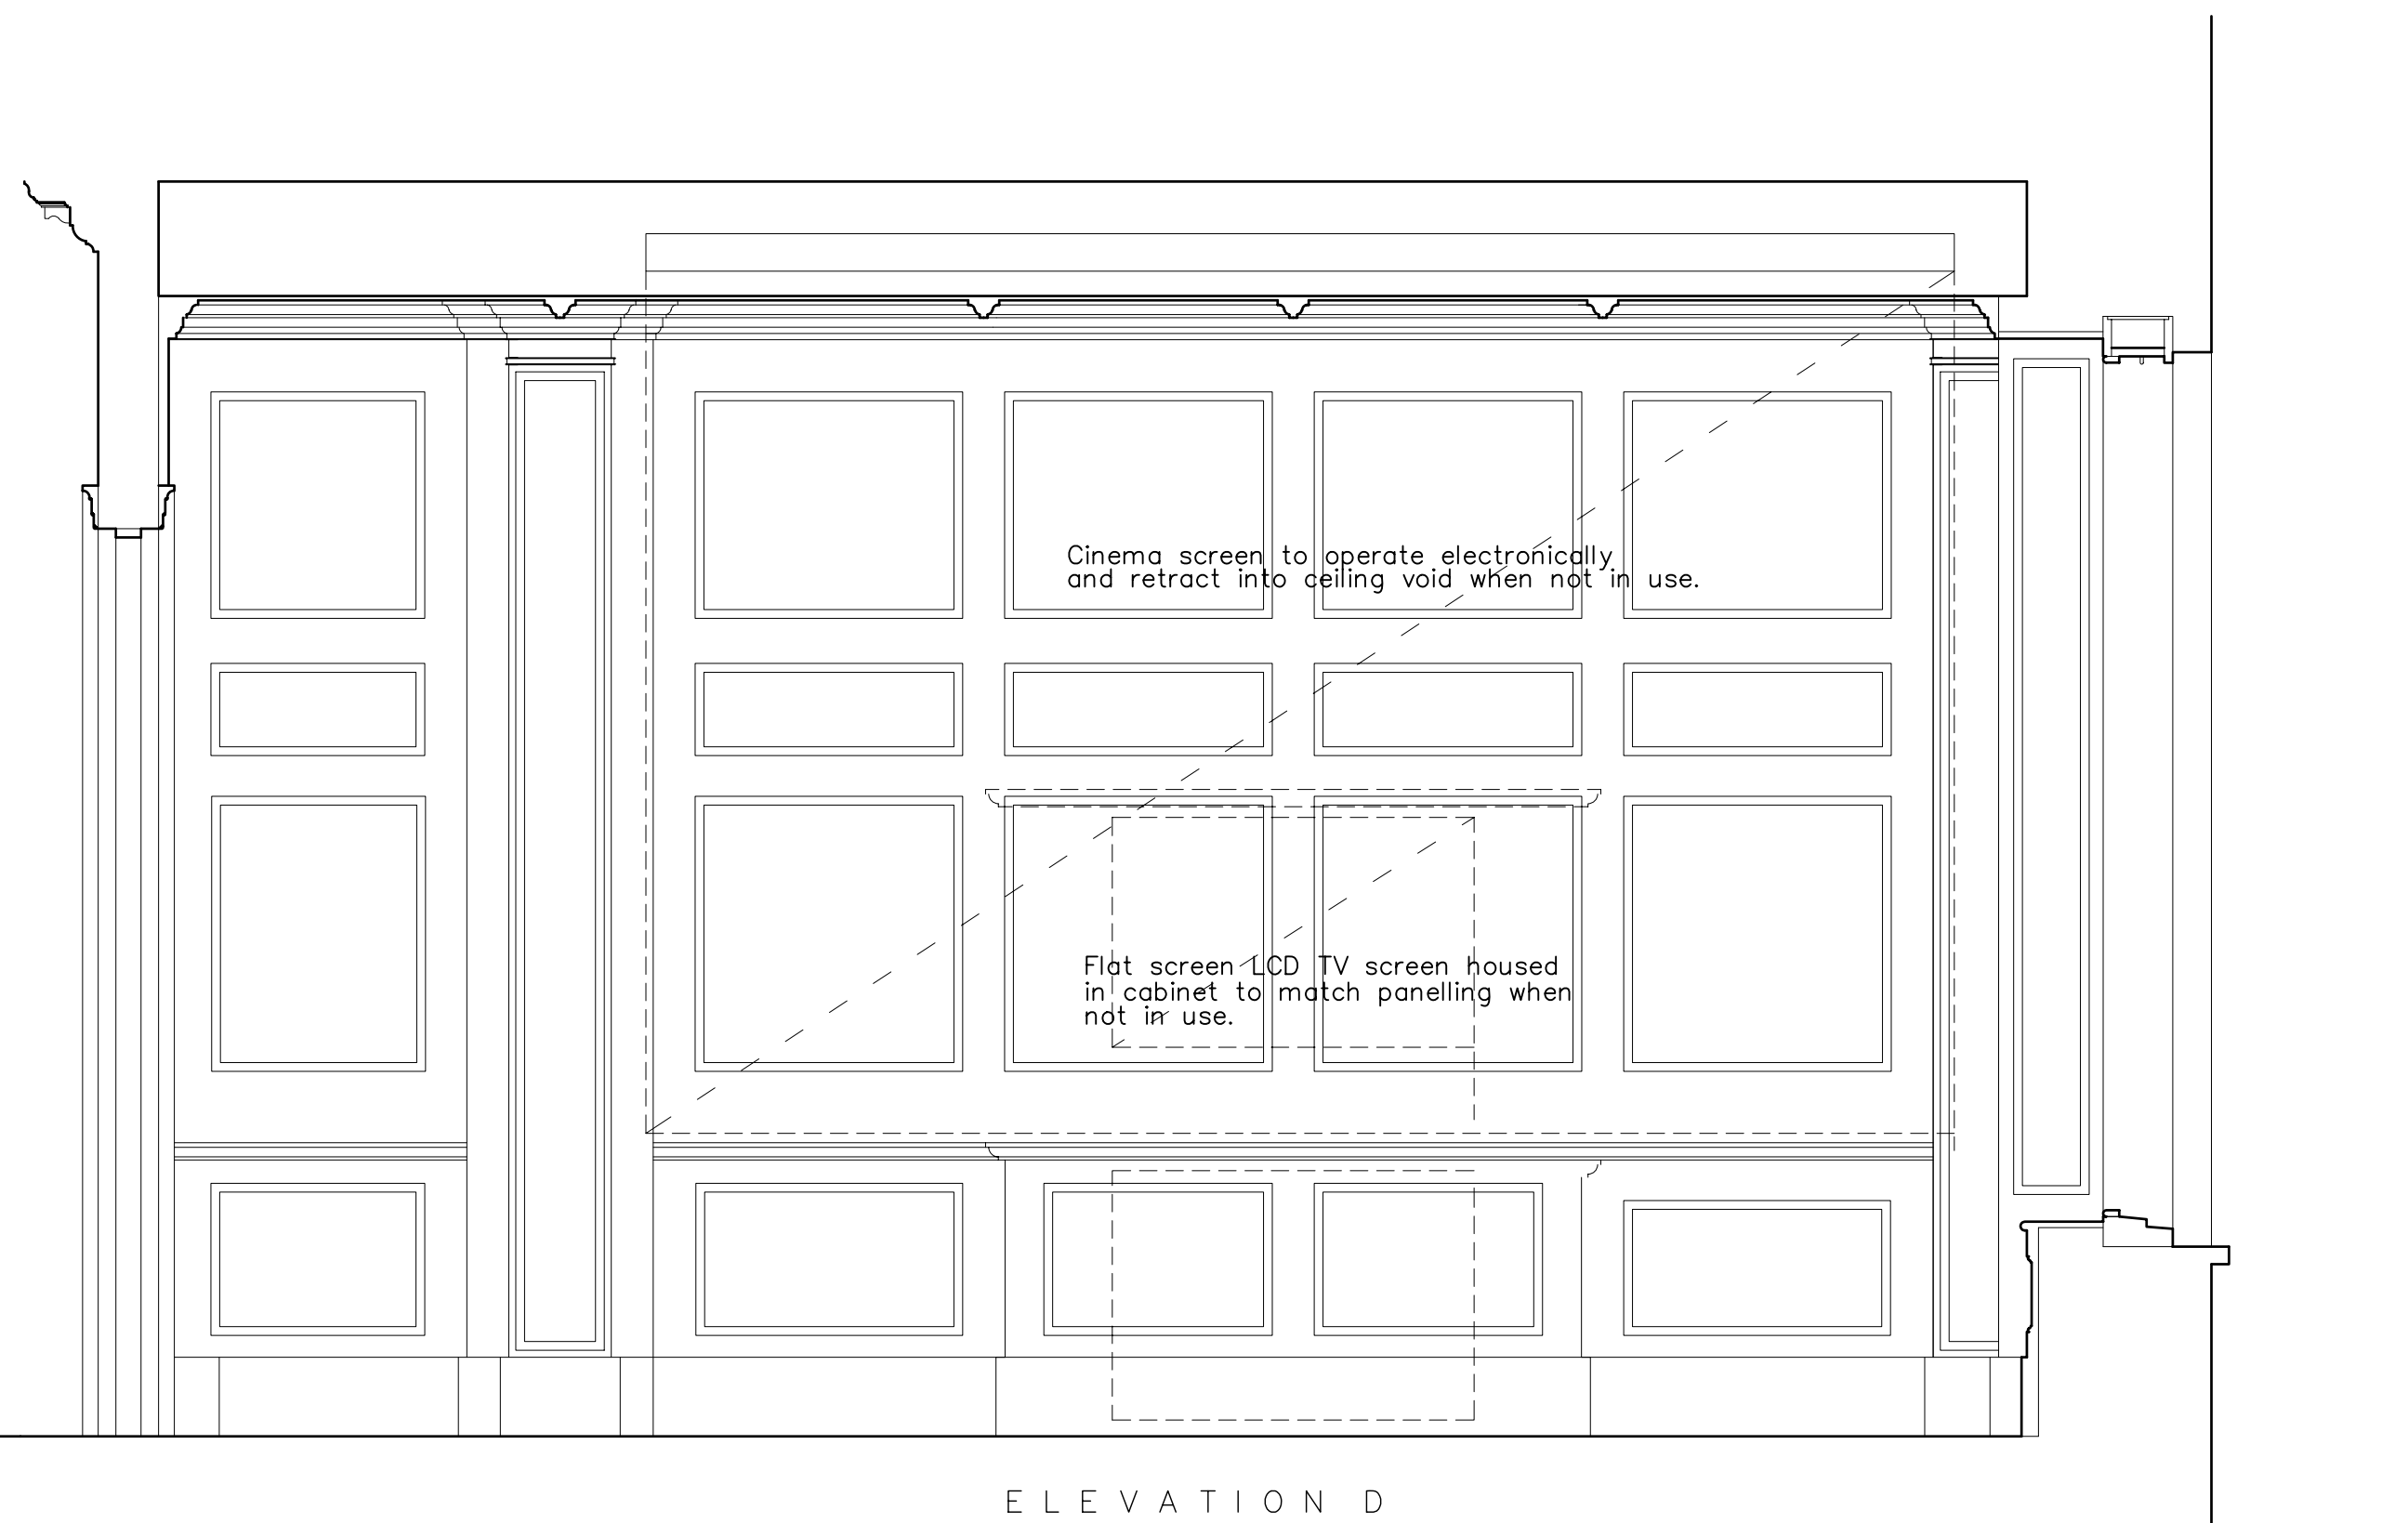 Cinema screen to operate electronically
and retract into ceiling void when not in use.
Flat screen LCD TV screen housed
in cabinet to match panelling when
not in use.
ELEVATION D